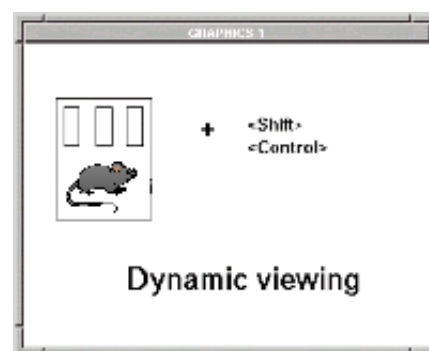 GRAPHICS 1
+ <Shift>
<Control>
Dynamic viewing